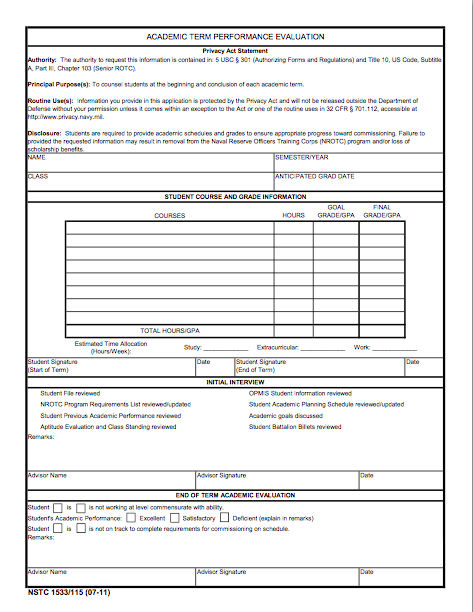 ACADEMIC TERM PERFORMANCE EVALUATION
Privacy Act Statement
Authority: The authority to request this information is contained in: 5 USC § 301 (Authorizing Forms and Regulations) and Title 10, US Code, Subtitle
A, Part III, Chapter 103 (Senior ROTC).
Principal Purpose(s): To counsel students at the beginning and conclusion of each academic term.
Routine Use(s): Information you provide in this application is protected by the Privacy Act and will not be released outside the Department of
Defense without your permission unless it comes within an exception to the Act or one of the routine uses in 32 CFR § 701.112, accessible at
http://www.privacy.navy.mil.
Disclosure: Students are required to provide academic schedules and grades to ensure appropriate progress toward commissioning. Failure to
provided the requested information may result in removal from the Naval Reserve Officers Training Corps (NROTC) program and/or loss of
scholarship benefits.
NAME SEMESTER/YEAR
CLASS ANTICIPATED GRAD DATE
STUDENT COURSE AND GRADE INFORMATION
COURSES HOURS GOAL GRADE/GPA FINAL GRADE/GPA
TOTAL HOURS/GPA
Estimated Time Allocation
(Hours/Week): Study: Extracurricular: Work:
Student Signature Date Student Signature Date
(Start of Term) (End of Term)
INITIAL INTERVIEW
Student File reviewed OPMIS Student information reviewed
NROTC Program Requirements List reviewed/updated Student Academic Planning Schedule reviewed/updated
Student Previous Academic Performance reviewed Academic goals discussed
Aptitude Evaluation and Class Standing reviewed Student Battalion Billets reviewed
Remarks:
Advisor Name Advisor Signature Date
END OF TERM ACADEMIC EVALUATION
Student is is not working at level commensurate with ability.
Student's Academic Performance: Excellent Satisfactory Deficient (explain in remarks)
Student is is not on track to complete requirements for commissioning on schedule.
Remarks:
Advisor Name Advisor Signature Date
NSTC 1533/115 (07-11)